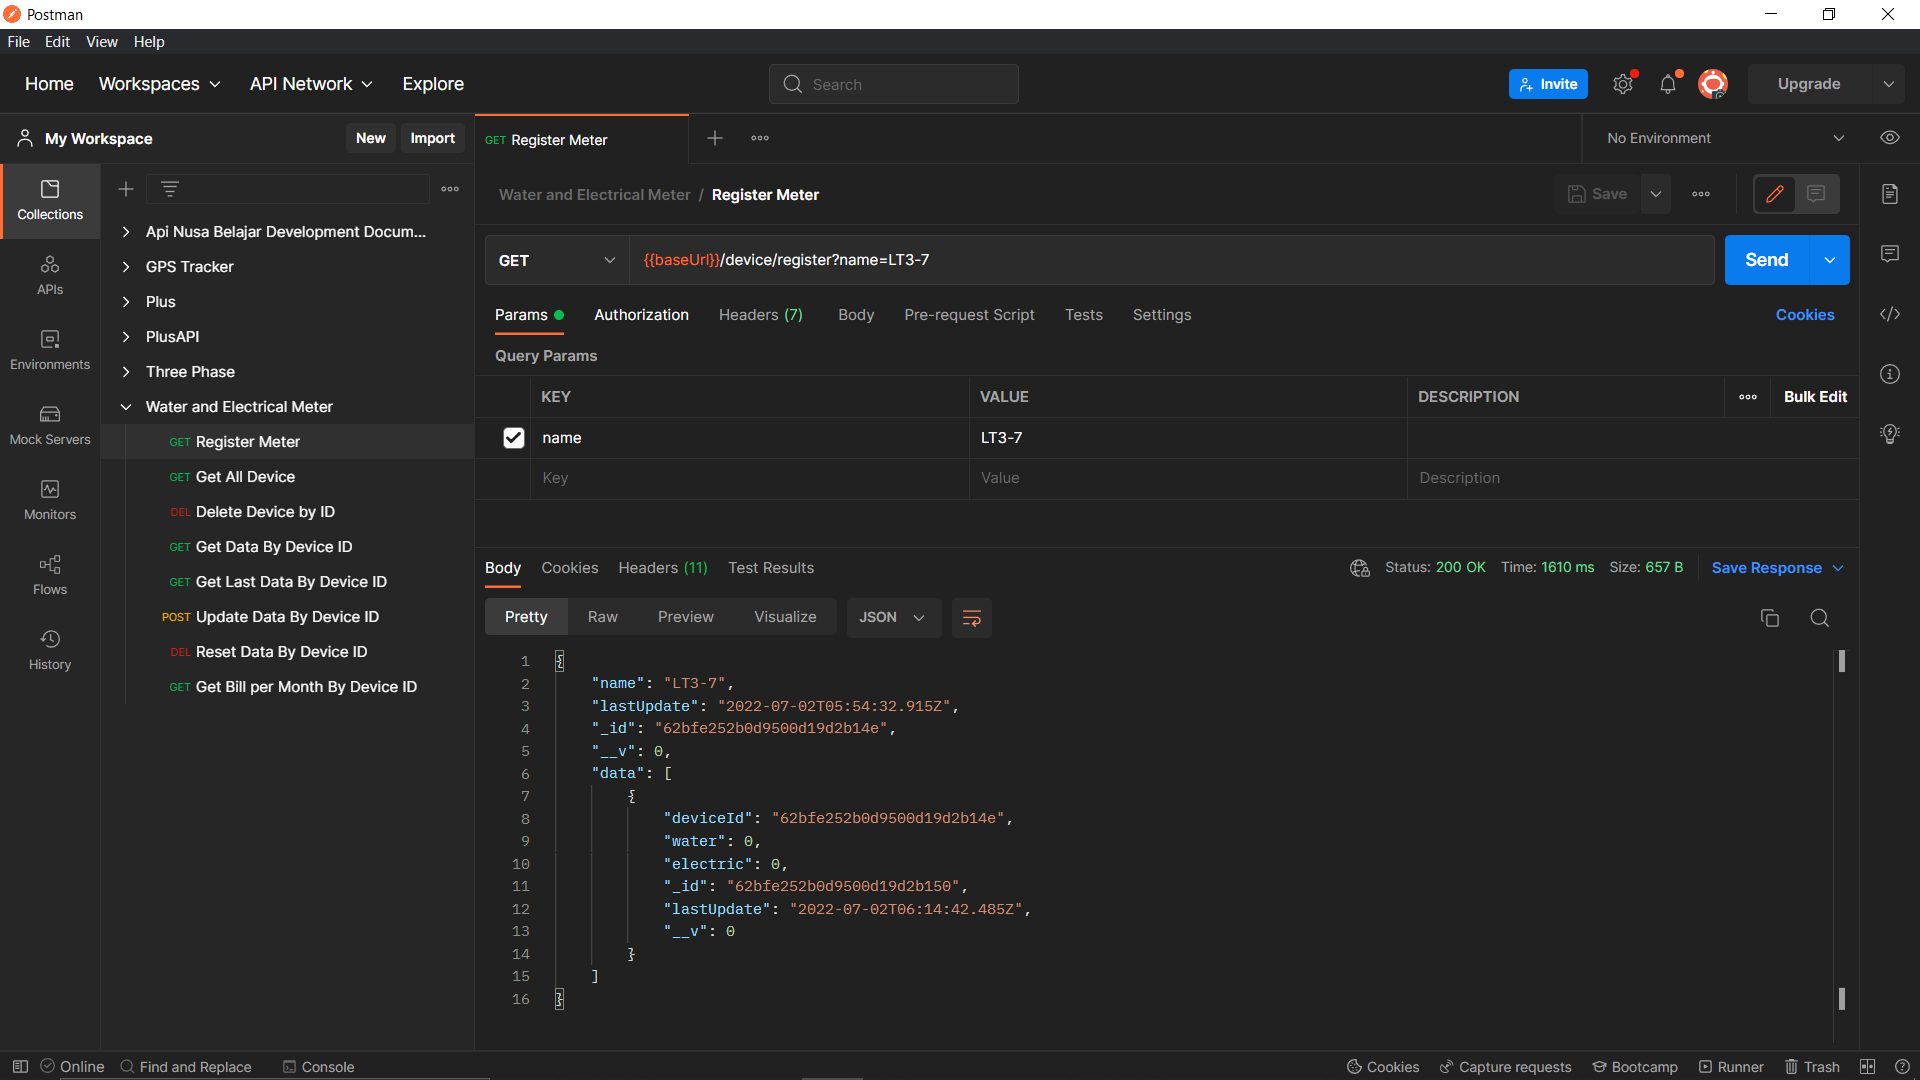 Postman
File Edit View Help
Home Workspaces API Network Explore Search Invite Upgrade
My Workspace New Import GET Register Meter No Environment
Collections
APIs
Environments
Mock Servers
Monitors
Flows
History
Api Nusa Belajar Development Docum...
GPS Tracker
Plus
PlusAPI
Three Phase
Water and Electrical Meter
GET Register Meter
GET Get All Device
DEL Delete Device by ID
GET Get Data By Device ID
GET Get Last Data By Device ID
POST Update Data By Device ID
DEL Reset Data By Device ID
GET Get Bill per Month By Device ID
Water and Electrical Meter / Register Meter Save
GET {{baseUrl}}/device/register?name=LT3-7 Send
Params Authorization Headers (7) Body Pre-request Script Tests Settings Cookies
Query Params
KEY VALUE DESCRIPTION Bulk Edit
name LT3-7
Key Value Description
Body Cookies Headers (11) Test Results Status: 200 OK Time: 1610 ms Size: 657 B Save Response
Pretty Raw Preview Visualize JSON
1 {
2 "name": "LT3-7",
3 "lastUpdate": "2022-07-02T05:54:32.915Z",
4 "_id": "62bfe252b0d9500d19d2b14e",
5 "__v": 0,
6 "data": [
7 {
8 "deviceId": "62bfe252b0d9500d19d2b14e",
9 "water": 0,
10 "electric": 0,
11 "_id": "62bfe252b0d9500d19d2b150",
12 "lastUpdate": "2022-07-02T06:14:42.485Z",
13 "__v": 0
14 }
15 ]
16 }
Online Find and Replace Console Cookies Capture requests Bootcamp Runner Trash